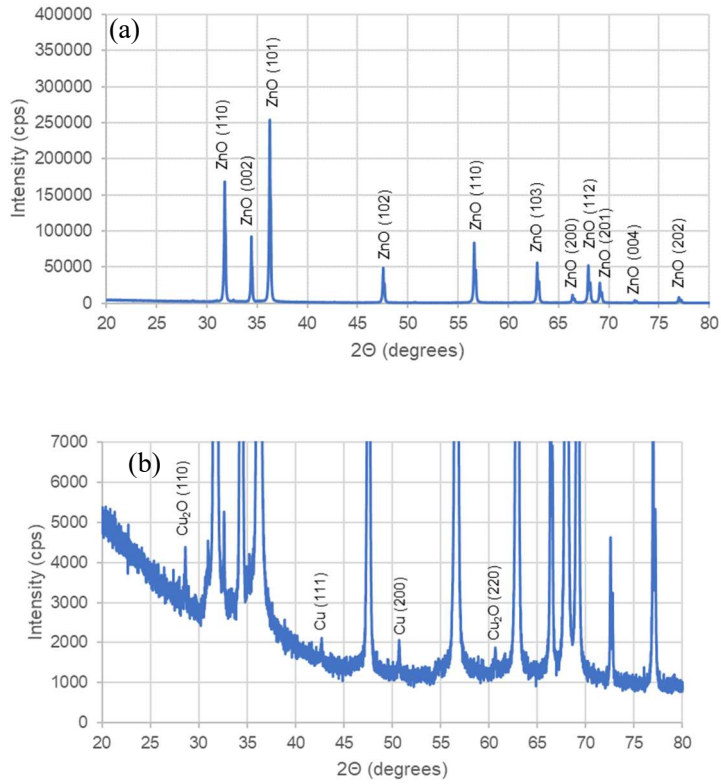 (a)
Intensity (cps)
400000
350000
300000
250000
200000
150000
100000
50000
0
ZnO (110)
ZnO (002)
ZnO (101)
ZnO (102)
ZnO (110)
ZnO (103)
ZnO (200)
ZnO (112)
ZnO (201)
ZnO (004)
ZnO (202)
20 25 30 35 40 45 50 55 60 65 70 75 80
2Θ (degrees)
(b)
Intensity (cps)
7000
6000
5000
4000
3000
2000
1000
0
Cu₂O (110)
Cu (111)
Cu (200)
Cu₂O (220)
20 25 30 35 40 45 50 55 60 65 70 75 80
2Θ (degrees)